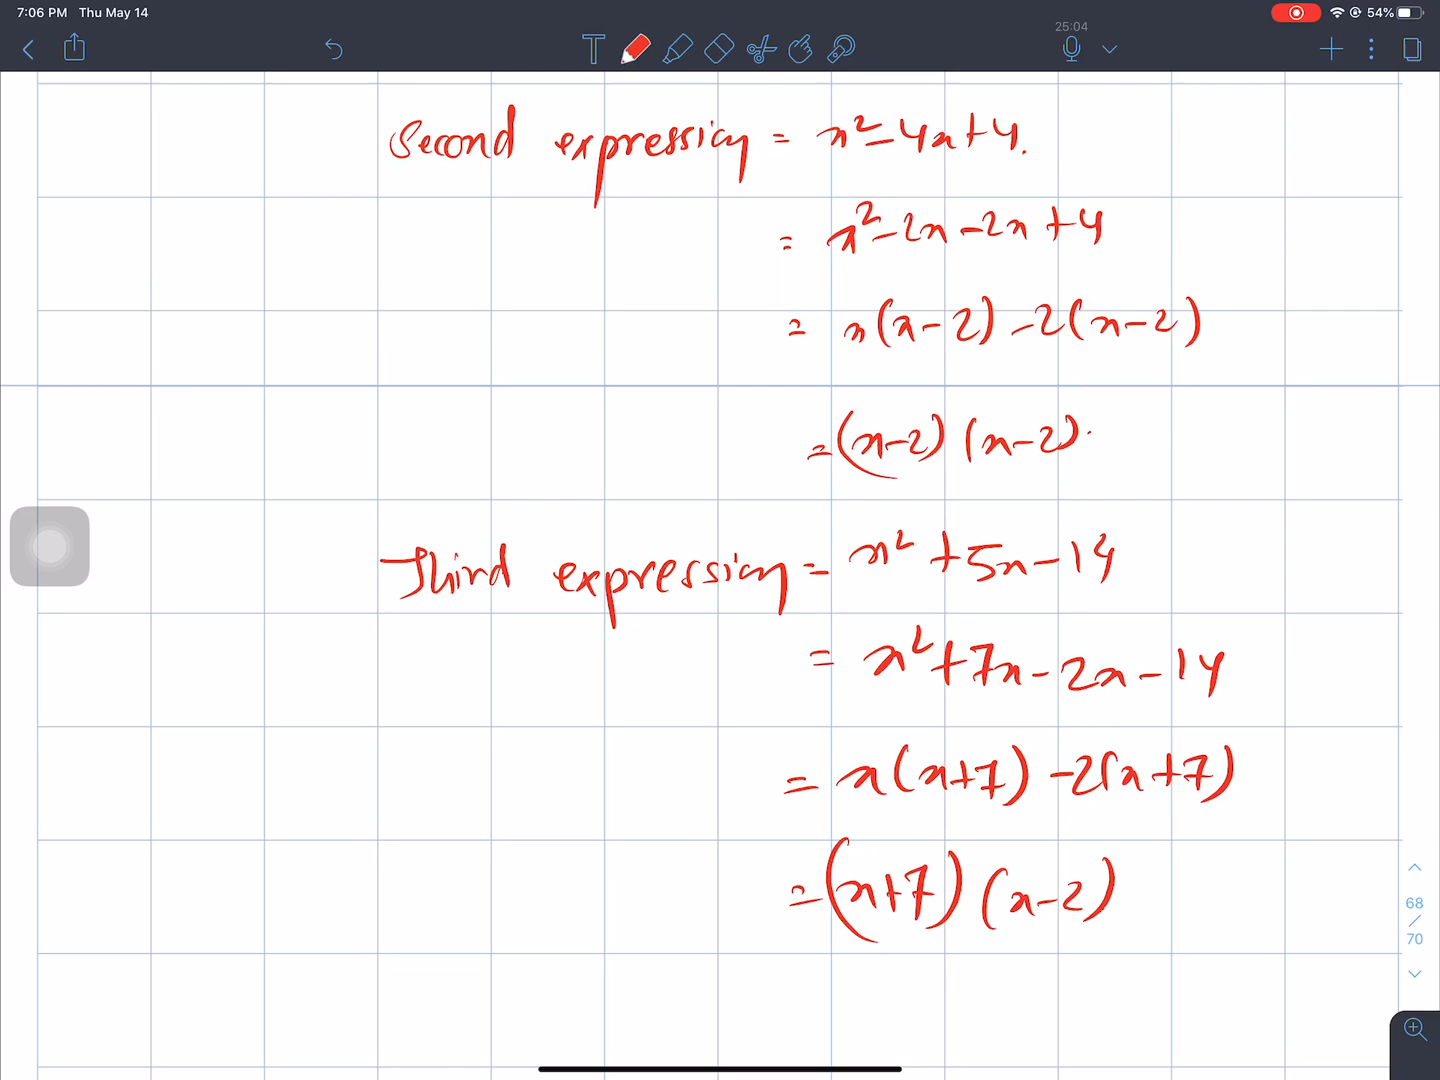 7:06 PM Thu May 14
54%
25:04
Second expression = x² - 4x + 4.
= x² - 2x - 2x + 4
= x(x - 2) - 2(x - 2)
= (x - 2) (x - 2).
Third expression = x² + 5x - 14
= x² + 7x - 2x - 14
= x(x + 7) - 2(x + 7)
= (x + 7) (x - 2)
68
/
70